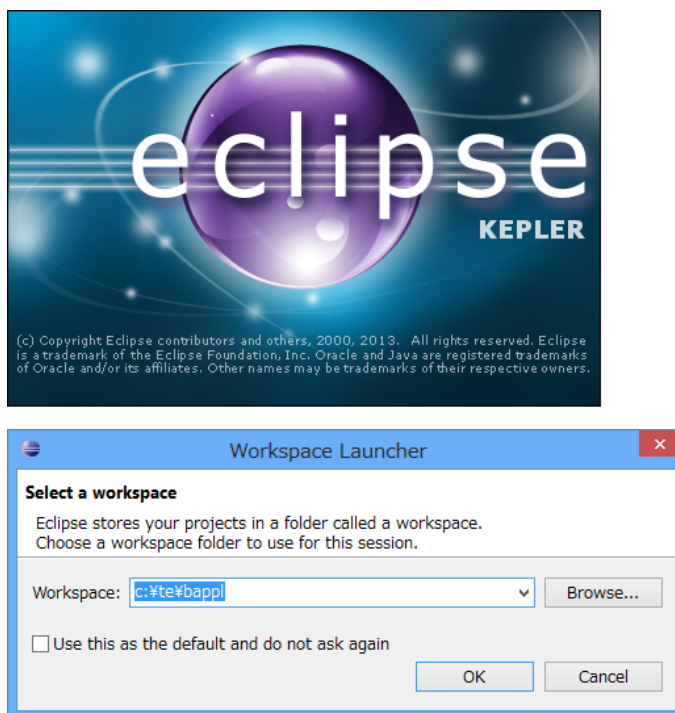 eclipse
KEPLER
(c) Copyright Eclipse contributors and others, 2000, 2013.  All rights reserved. Eclipse
is a trademark of the Eclipse Foundation, Inc. Oracle and Java are registered trademarks
of Oracle and/or its affiliates. Other names may be trademarks of their respective owners.
Workspace Launcher
Select a workspace
Eclipse stores your projects in a folder called a workspace.
Choose a workspace folder to use for this session.
Workspace: c:¥te¥bappl Browse...
Use this as the default and do not ask again
OK Cancel